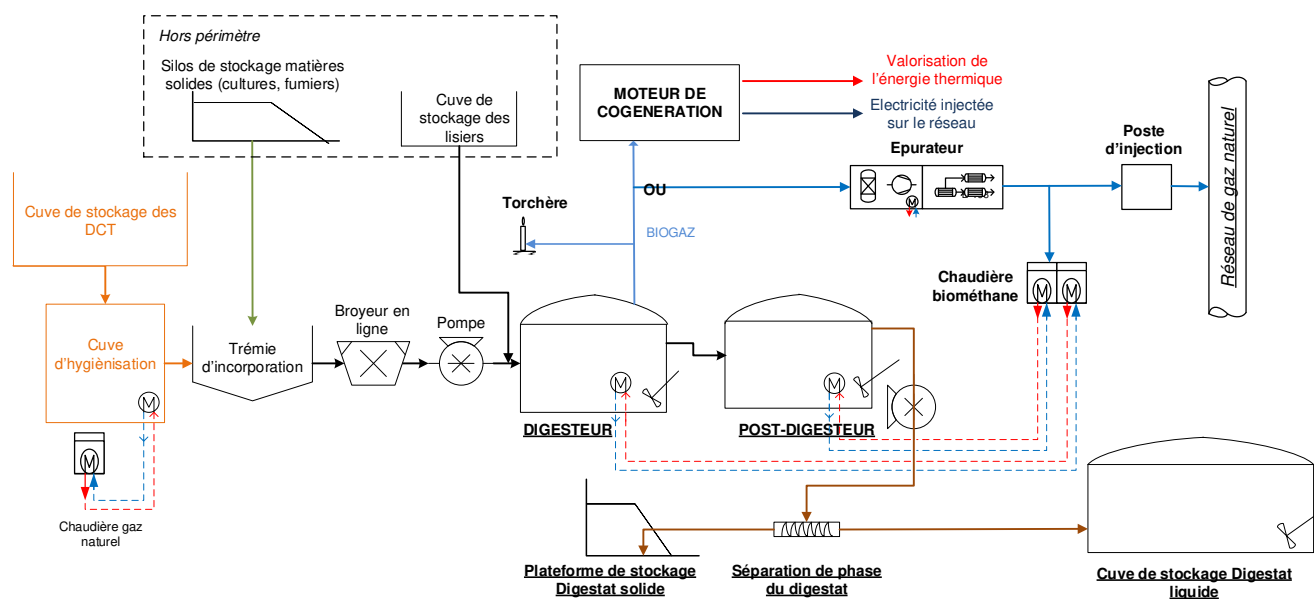 Hors périmètre
Silos de stockage matières
solides (cultures, fumiers)
Cuve de
stockage des
lisiers
MOTEUR DE
COGENERATION
Valorisation de
l'énergie thermique
Electricité injectée
sur le réseau
Epurateur
Poste
d'injection
Réseau de gaz naturel
Cuve de stockage des
DCT
OU
Torchère
BIOGAZ
M
Chaudière
biométhane
M
M
Cuve
d'hygiènisation
M
Trémie
d'incorporation
Broyeur en
ligne
Pompe
M
DIGESTEUR
M
POST-DIGESTEUR
M
Chaudière gaz
naturel
Plateforme de stockage
Digestat solide
Séparation de phase
du digestat
Cuve de stockage Digestat
liquide